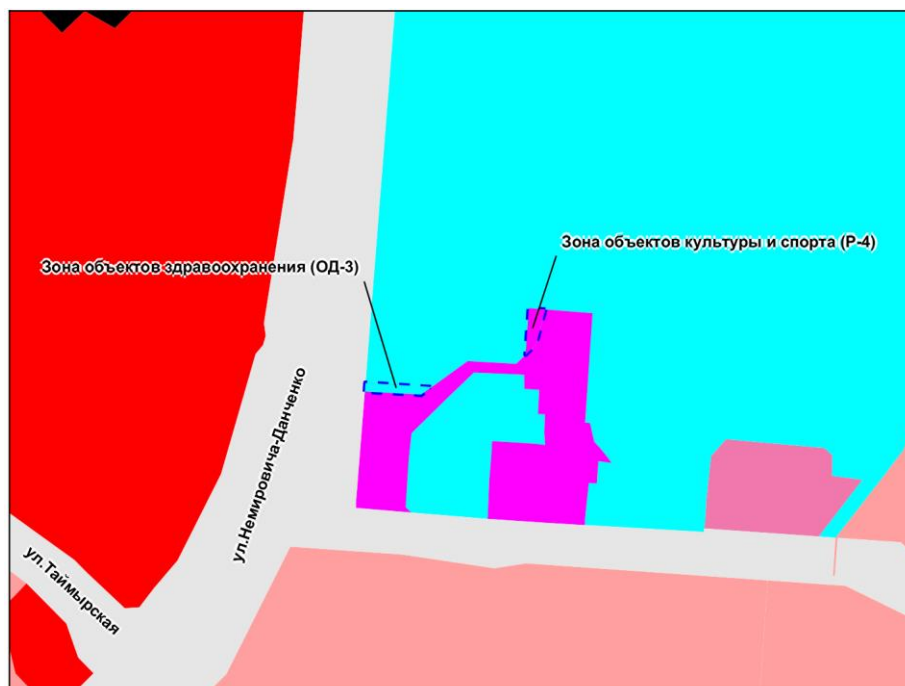 Зона объектов культуры и спорта (Р-4)
Зона объектов здравоохранения (ОД-3)
ул.Немировича-Данченко
ул.Таймырская